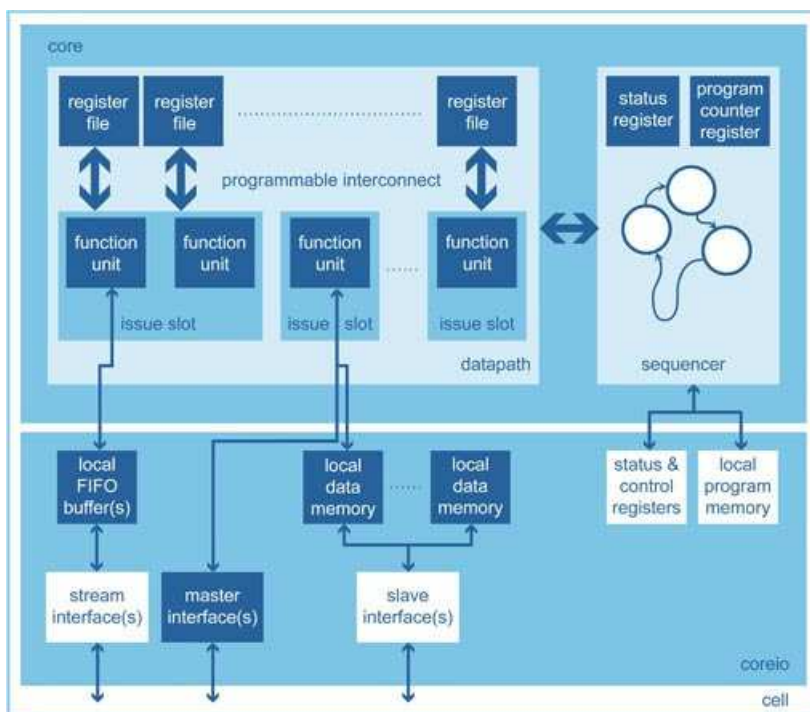 core
register
file
register
file
register
file
status
register
program
counter
register
programmable interconnect
function
unit
function
unit
function
unit
function
unit
issue slot
issue slot
issue slot
datapath
sequencer
local
FIFO
buffer(s)
local
data
memory
local
data
memory
status &
control
registers
local
program
memory
stream
interface(s)
master
interface(s)
slave
interface(s)
coreio
cell